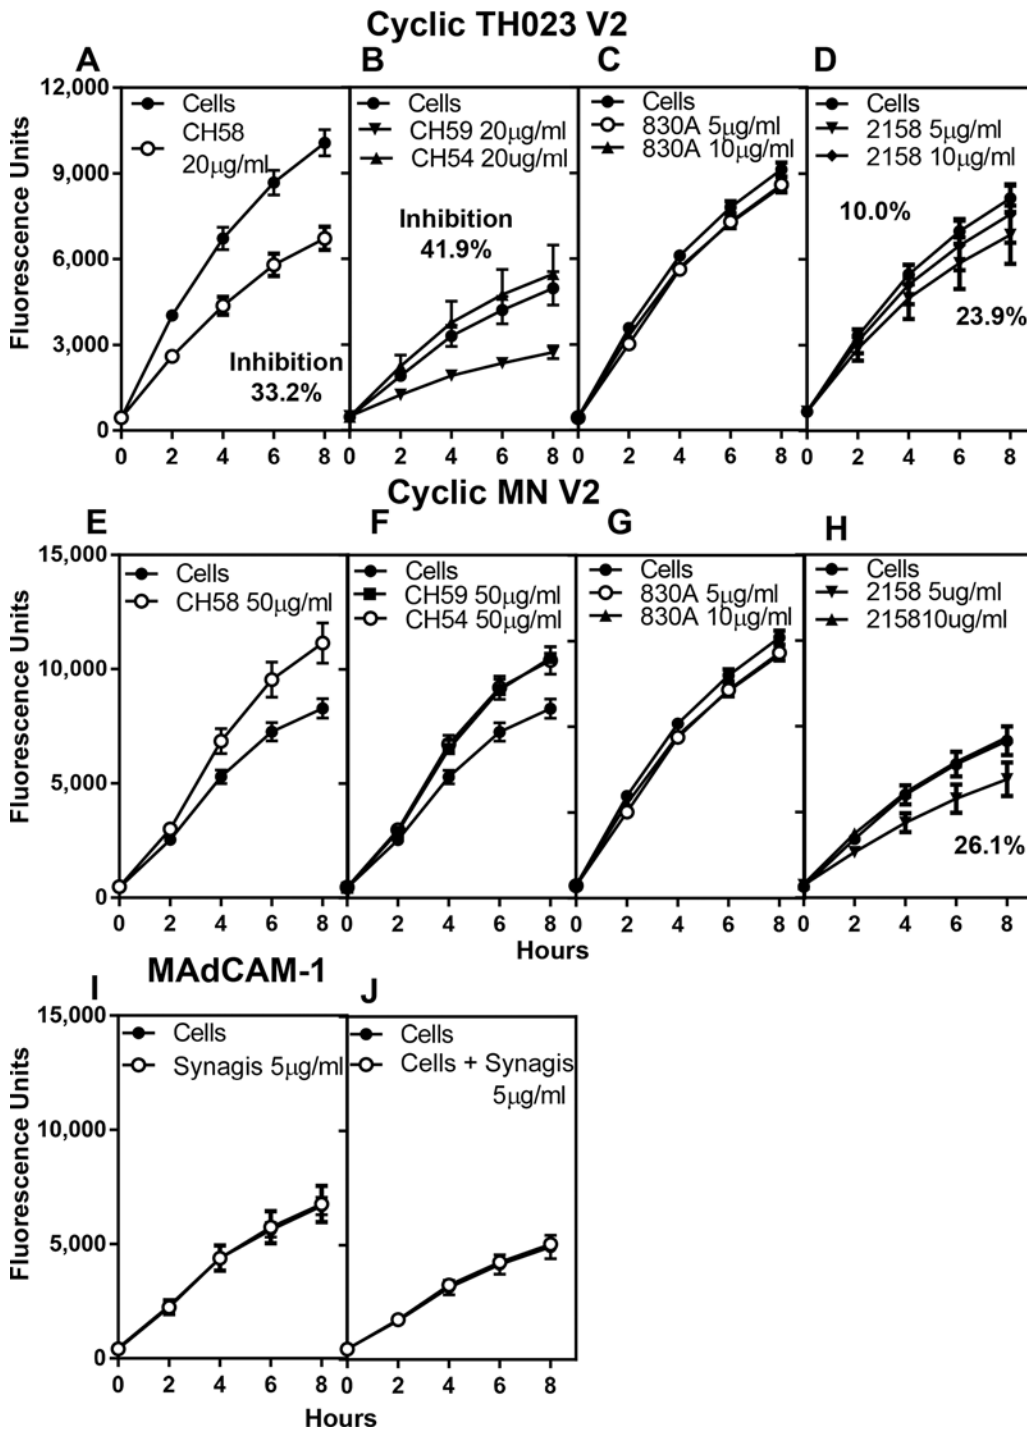 Cyclic TH023 V2
A B C D
Fluorescence Units
12,000
9,000
6,000
3,000
0
Cells
CH58
20μg/ml
Inhibition
33.2%
0 2 4 6 8
Cells
CH59 20μg/ml
CH54 20ug/ml
Inhibition
41.9%
0 2 4 6 8
Cells
830A 5μg/ml
830A 10μg/ml
0 2 4 6 8
Cells
2158 5μg/ml
2158 10μg/ml
10.0%
23.9%
0 2 4 6 8
Cyclic MN V2
E F G H
Fluorescence Units
15,000
10,000
5,000
0
Cells
CH58 50μg/ml
0 2 4 6 8
Cells
CH59 50μg/ml
CH54 50μg/ml
0 2 4 6 8
Cells
830A 5μg/ml
830A 10μg/ml
0 2 4 6 8
Cells
2158 5ug/ml
215810ug/ml
26.1%
0 2 4 6 8
Hours
MAdCAM-1
I J
Fluorescence Units
15,000
10,000
5,000
0
Cells
Synagis 5μg/ml
0 2 4 6 8
Cells
Cells + Synagis
5μg/ml
0 2 4 6 8
Hours